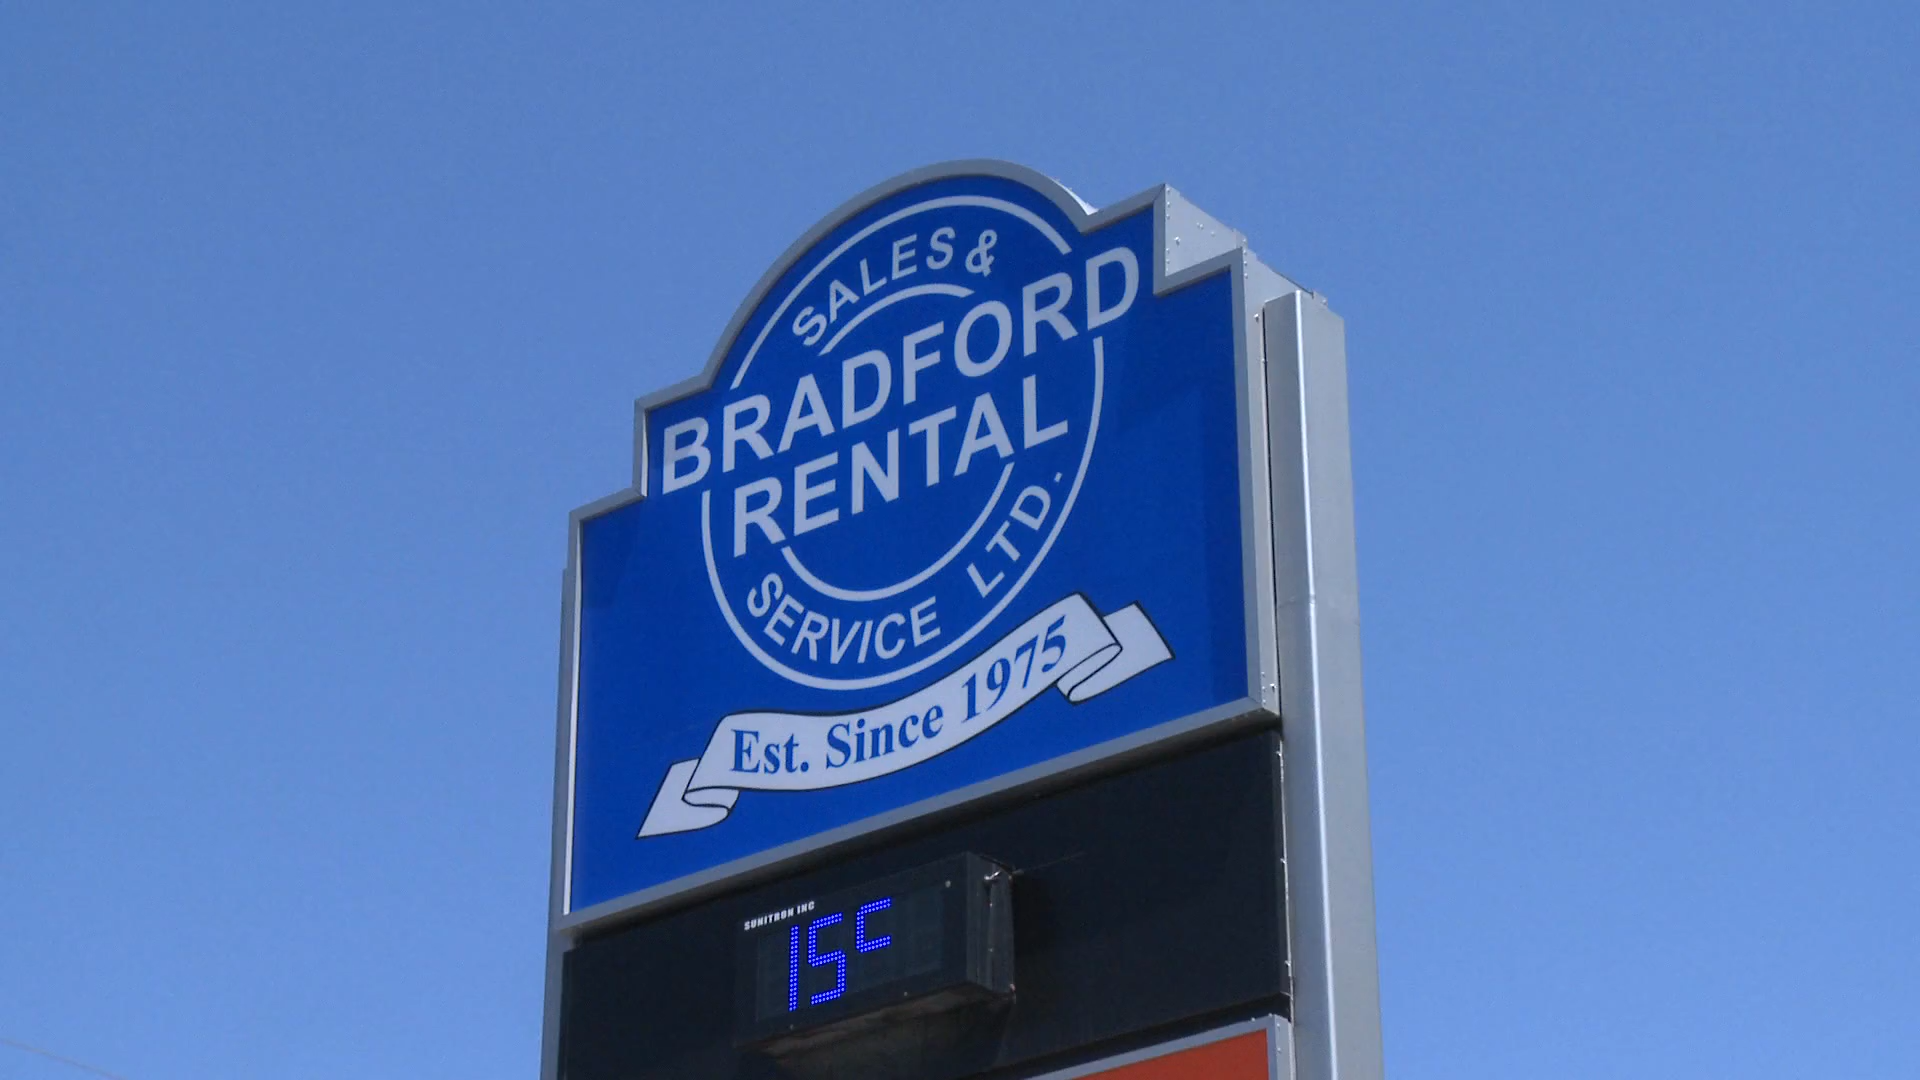 SALES &
BRADFORD
RENTAL
SERVICE LTD.
Est. Since 1975
SUNITRON INC
15 C